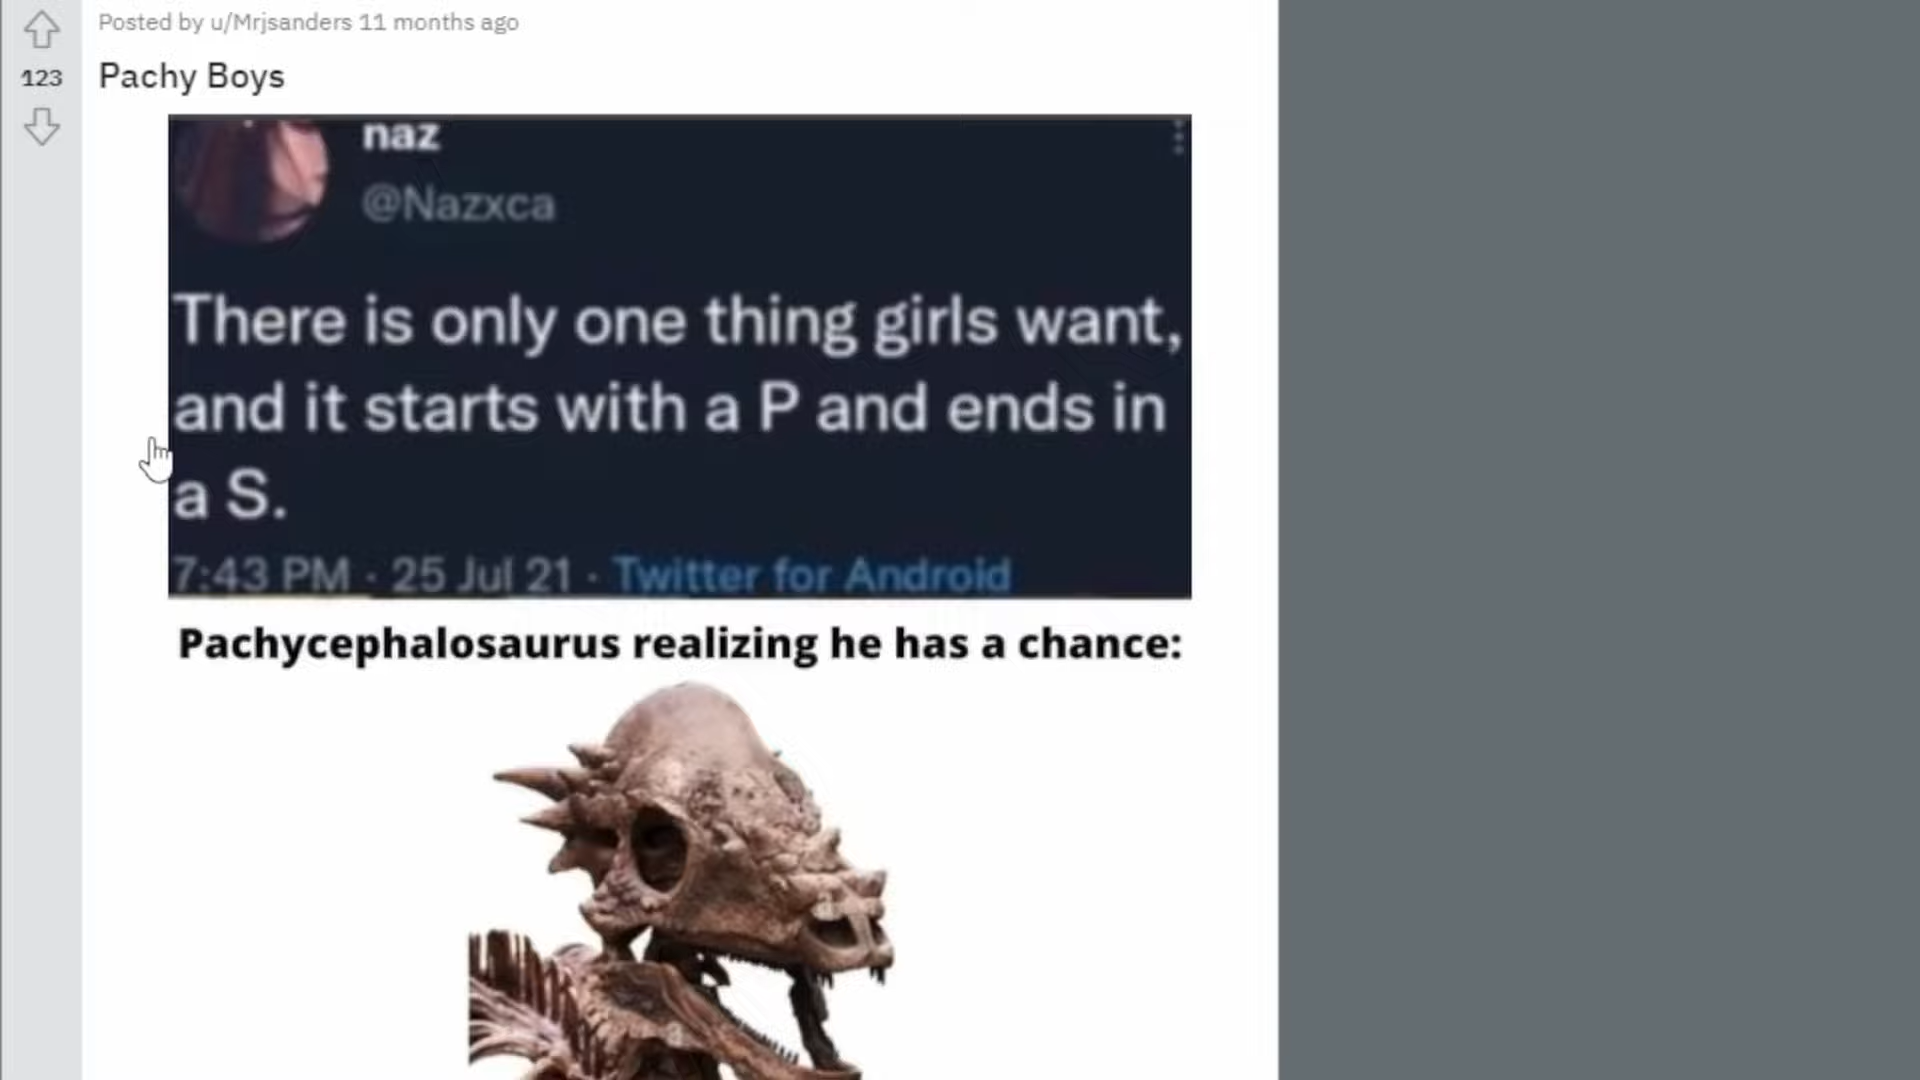 Posted by u/Mrjsanders 11 months ago
123
Pachy Boys
naz
@Nazxca
There is only one thing girls want,
and it starts with a P and ends in
a S.
7:43 PM · 25 Jul 21 · Twitter for Android
Pachycephalosaurus realizing he has a chance: